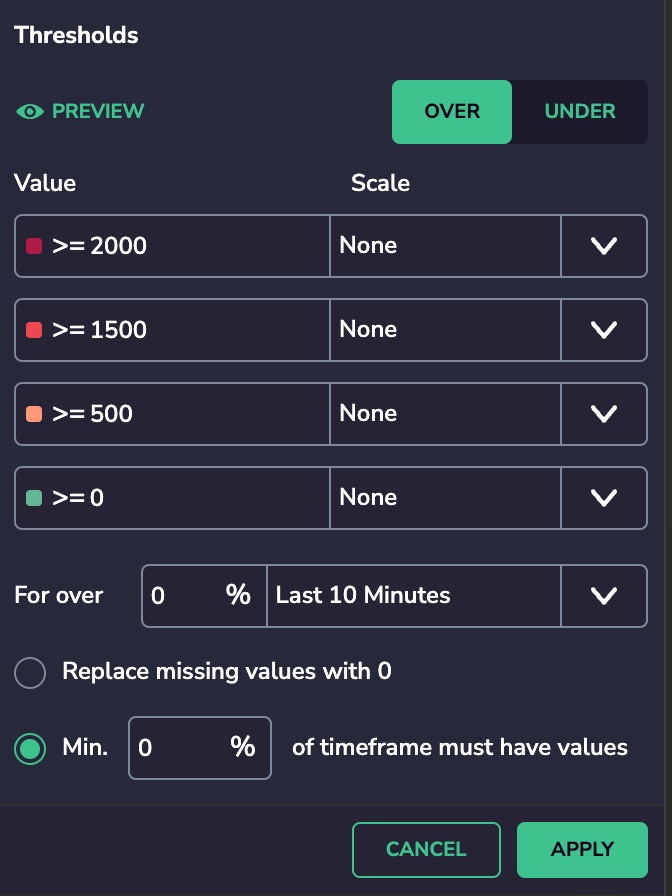 Thresholds
PREVIEW OVER UNDER
Value Scale
>= 2000 None
>= 1500 None
>= 500 None
>= 0 None
For over 0 % Last 10 Minutes
Replace missing values with 0
Min. 0 % of timeframe must have values
CANCEL APPLY